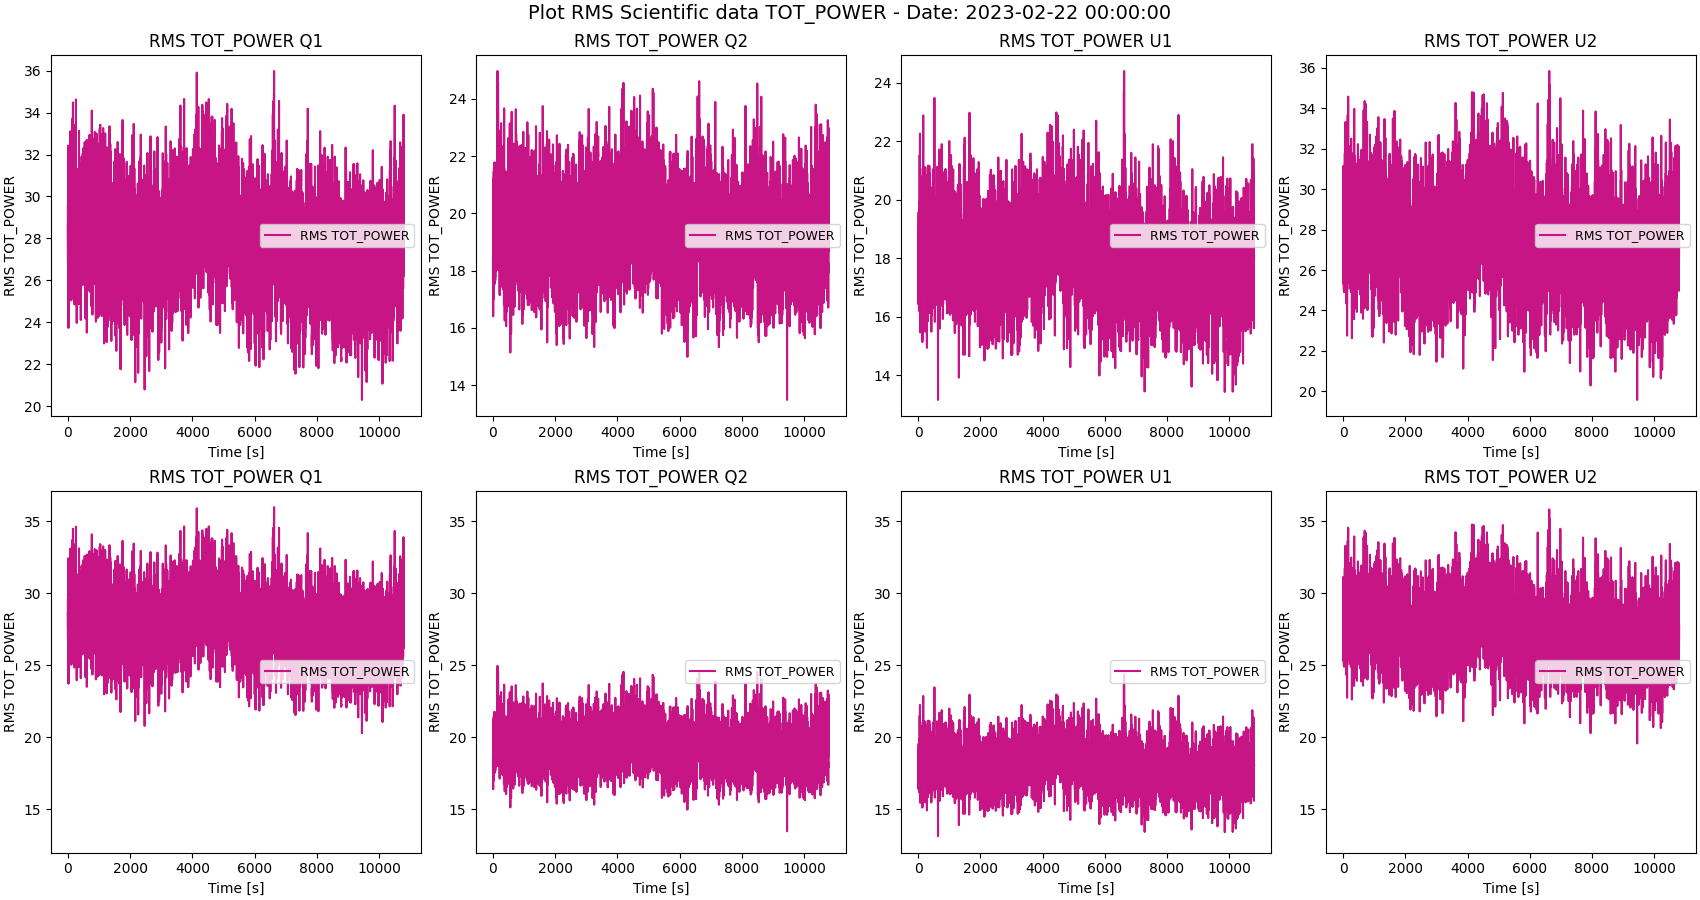 Plot RMS Scientific data TOT_POWER - Date: 2023-02-22 00:00:00
RMS TOT_POWER Q1
RMS TOT_POWER
36
34
32
30
28
26
24
22
20
RMS TOT_POWER
0 2000 4000 6000 8000 10000
Time [s]
RMS TOT_POWER Q2
RMS TOT_POWER
24
22
20
18
16
14
RMS TOT_POWER
0 2000 4000 6000 8000 10000
Time [s]
RMS TOT_POWER U1
RMS TOT_POWER
24
22
20
18
16
14
RMS TOT_POWER
0 2000 4000 6000 8000 10000
Time [s]
RMS TOT_POWER U2
RMS TOT_POWER
36
34
32
30
28
26
24
22
20
RMS TOT_POWER
0 2000 4000 6000 8000 10000
Time [s]
RMS TOT_POWER Q1
RMS TOT_POWER
35
30
25
20
15
RMS TOT_POWER
0 2000 4000 6000 8000 10000
Time [s]
RMS TOT_POWER Q2
RMS TOT_POWER
35
30
25
20
15
RMS TOT_POWER
0 2000 4000 6000 8000 10000
Time [s]
RMS TOT_POWER U1
RMS TOT_POWER
35
30
25
20
15
RMS TOT_POWER
0 2000 4000 6000 8000 10000
Time [s]
RMS TOT_POWER U2
RMS TOT_POWER
35
30
25
20
15
RMS TOT_POWER
0 2000 4000 6000 8000 10000
Time [s]